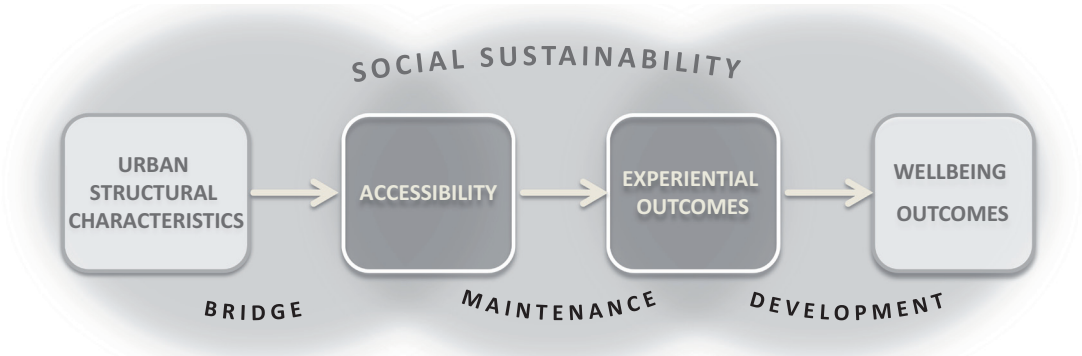 SOCIAL SUSTAINABILITY
URBAN
STRUCTURAL
CHARACTERISTICS
ACCESSIBILITY
EXPERIENTIAL
OUTCOMES
WELLBEING
OUTCOMES
BRIDGE
MAINTENANCE
DEVELOPMENT